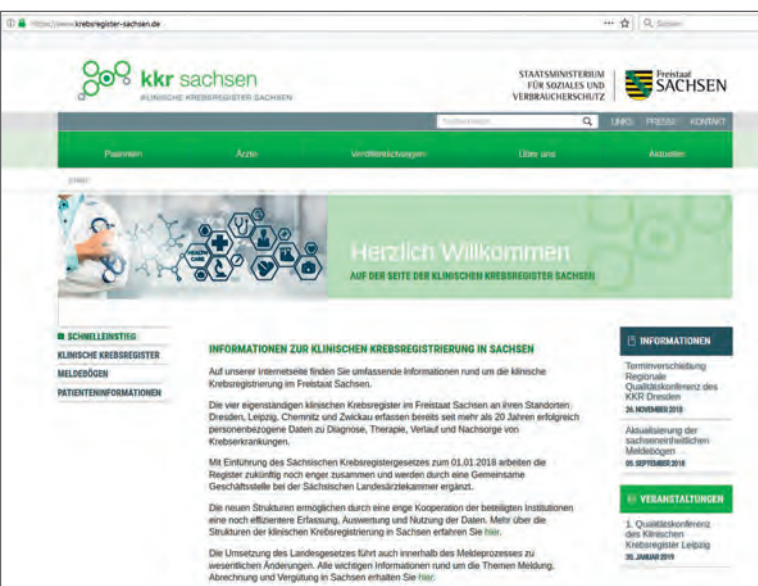 https://www.krebsregister-sachsen.de
Suchen
kkr sachsen
KLINISCHE KREBSREGISTER SACHSEN
STAATSMINISTERIUM
FÜR SOZIALES UND
VERBRAUCHERSCHUTZ
Freistaat
SACHSEN
LINKS PRESSE KONTAKT
Patienten Ärzte Veröffentlichungen Über uns Aktuelles
START
HEALTH
CARE
Herzlich Willkommen
AUF DER SEITE DER KLINISCHEN KREBSREGISTER SACHSEN
SCHNELLEINSTIEG
KLINISCHE KREBSREGISTER
MELDEBÖGEN
PATIENTENINFORMATIONEN
INFORMATIONEN ZUR KLINISCHEN KREBSREGISTRIERUNG IN SACHSEN
Auf unserer Internetseite finden Sie umfassende Informationen rund um die klinische
Krebsregistrierung im Freistaat Sachsen.
Die vier eigenständigen klinischen Krebsregister im Freistaat Sachsen an ihren Standorten
Dresden, Leipzig, Chemnitz und Zwickau erfassen bereits seit mehr als 20 Jahren erfolgreich
personenbezogene Daten zu Diagnose, Therapie, Verlauf und Nachsorge von
Krebserkrankungen.
Mit Einführung des Sächsischen Krebsregistergesetzes zum 01.01.2018 arbeiten die
Register zukünftig noch enger zusammen und werden durch eine Gemeinsame
Geschäftsstelle bei der Sächsischen Landesärztekammer ergänzt.
Die neuen Strukturen ermöglichen durch eine enge Kooperation der beteiligten Institutionen
eine noch effizientere Erfassung, Auswertung und Nutzung der Daten. Mehr über die
Strukturen der klinischen Krebsregistrierung in Sachsen erfahren Sie hier.
Die Umsetzung des Landesgesetzes führt auch innerhalb des Meldeprozesses zu
wesentlichen Änderungen. Alle wichtigen Informationen rund um die Themen Meldung,
Abrechnung und Vergütung in Sachsen erhalten Sie hier.
INFORMATIONEN
Terminverschiebung
Regionale
Qualitätskonferenz des
KKR Dresden
26. NOVEMBER 2018
Aktualisierung der
sachseneinheitlichen
Meldebögen
05. SEPTEMBER 2018
VERANSTALTUNGEN
1. Qualitätskonferenz
des Klinischen
Krebsregister Leipzig
30. JANUAR 2019